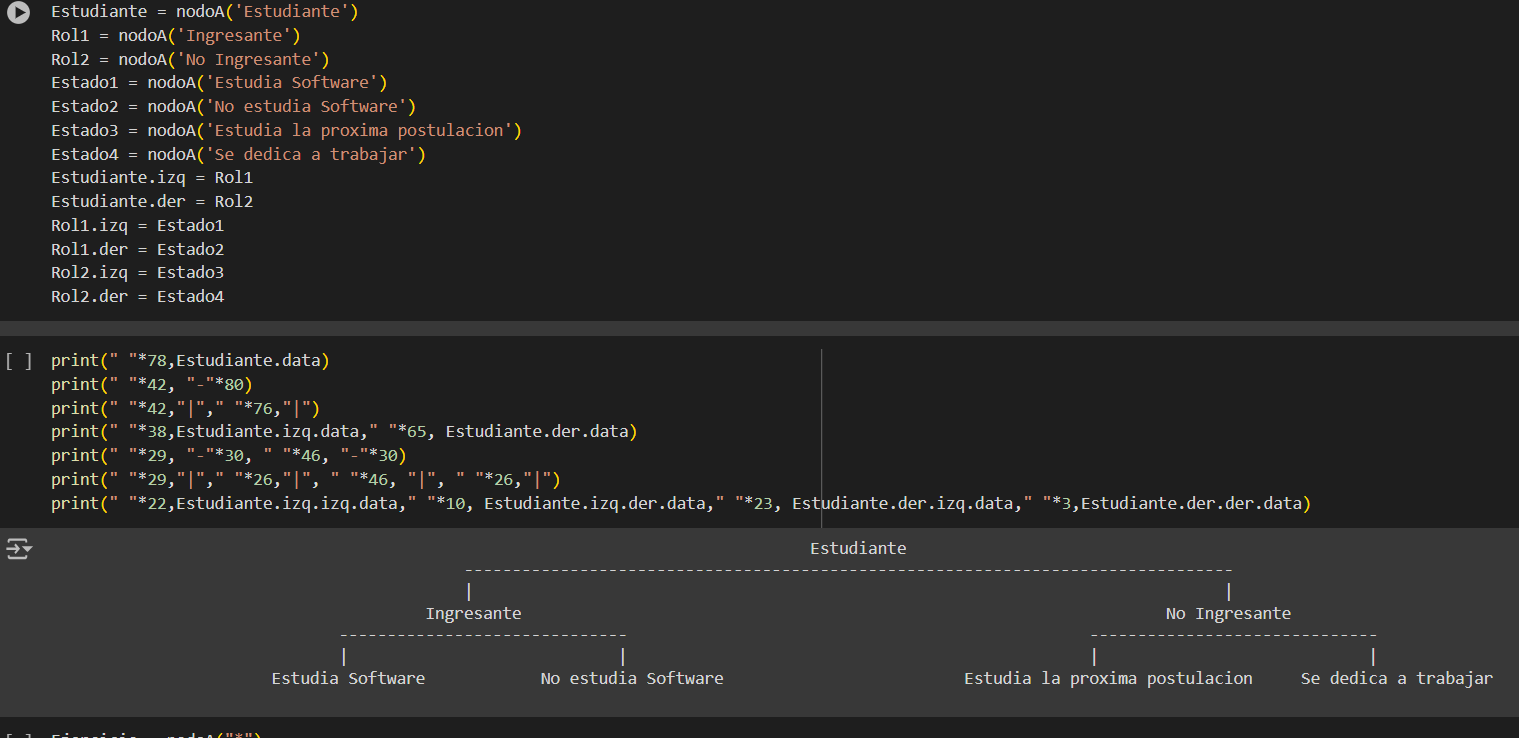 Estudiante = nodoA('Estudiante')
Rol1 = nodoA('Ingresante')
Rol2 = nodoA('No Ingresante')
Estado1 = nodoA('Estudia Software')
Estado2 = nodoA('No estudia Software')
Estado3 = nodoA('Estudia la proxima postulacion')
Estado4 = nodoA('Se dedica a trabajar')
Estudiante.izq = Rol1
Estudiante.der = Rol2
Rol1.izq = Estado1
Rol1.der = Estado2
Rol2.izq = Estado3
Rol2.der = Estado4
[ ] print(" "*78,Estudiante.data)
print(" "*42, "-"*80)
print(" "*42,"|"," "*76,"|")
print(" "*38,Estudiante.izq.data," "*65, Estudiante.der.data)
print(" "*29, "-"*30, " "*46, "-"*30)
print(" "*29,"|"," "*26,"|", " "*46, "|", " "*26,"|")
print(" "*22,Estudiante.izq.izq.data," "*10, Estudiante.izq.der.data," "*23, Estudiante.der.izq.data," "*3,Estudiante.der.der.data)
Estudiante
--------------------------------------------------------------------------------
| |
Ingresante No Ingresante
------------------------------ ------------------------------
| | | |
Estudia Software No estudia Software Estudia la proxima postulacion Se dedica a trabajar
[ ] Ejercicio = nodoA("*")